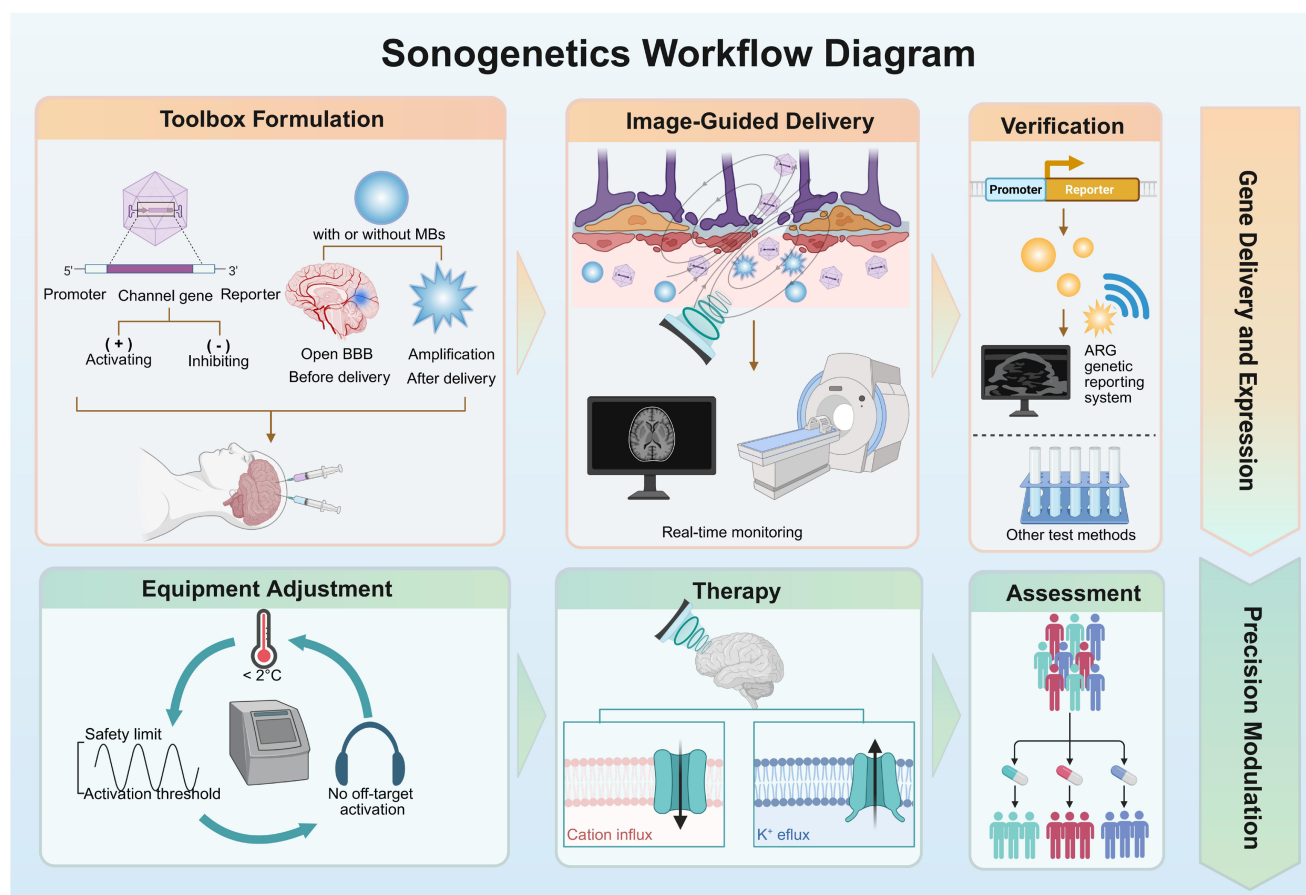 Sonogenetics Workflow Diagram
Toolbox Formulation
with or without MBs
5'
3'
Promoter
Channel gene
Reporter
( + )
Activating
( - )
Inhibiting
Open BBB
Before delivery
Amplification
After delivery
Image-Guided Delivery
Real-time monitoring
Verification
Promoter
Reporter
ARG
genetic
reporting
system
Other test methods
Gene Delivery and Expression
Equipment Adjustment
< 2°C
Safety limit
Activation threshold
No off-target
activation
Therapy
Cation influx
K⁺ eflux
Assessment
Precision Modulation